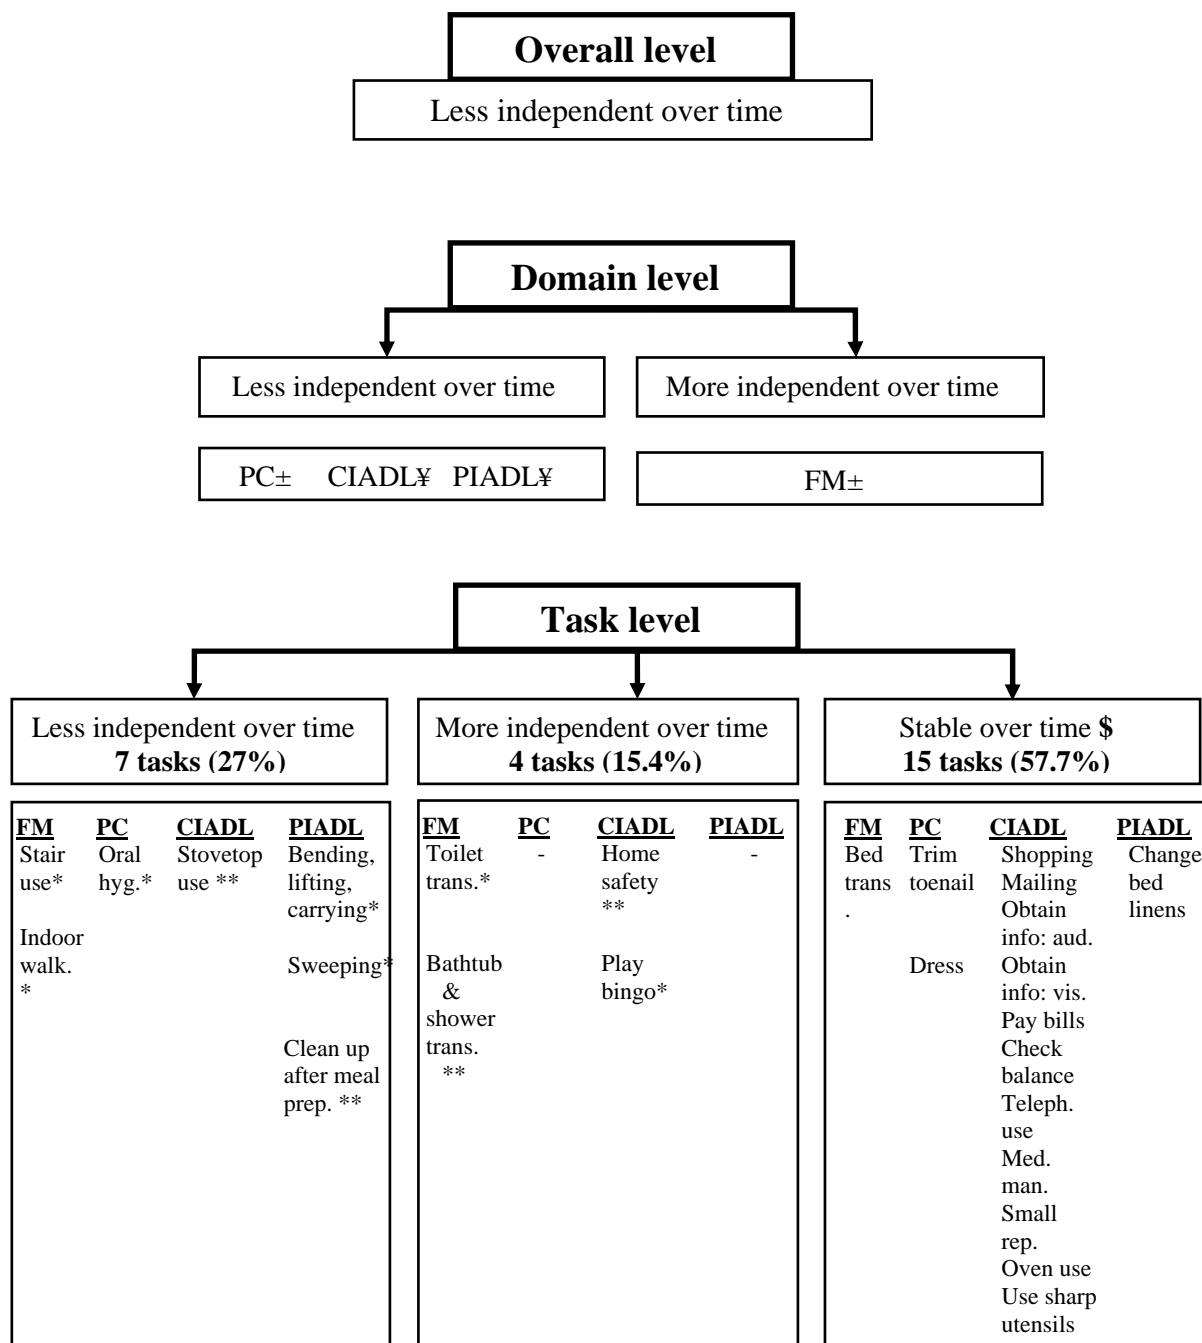 Overall level
Less independent over time
Domain level
Less independent over time
More independent over time
PC± CIADL¥ PIADL¥
FM±
Task level
Less independent over time
7 tasks (27%)
More independent over time
4 tasks (15.4%)
Stable over time $
15 tasks (57.7%)
FM
Stair
use*
Indoor
walk.
*
PC
Oral
hyg.*
CIADL
Stovetop
use **
PIADL
Bending,
lifting,
carrying*
Sweeping*
Clean up
after meal
prep. **
FM
Toilet
trans.*
Bathtub
&
shower
trans.
**
PC
-
CIADL
Home
safety
**
Play
bingo*
PIADL
-
FM
Bed
trans
.
PC
Trim
toenail
Dress
CIADL
Shopping
Mailing
Obtain
info: aud.
Obtain
info: vis.
Pay bills
Check
balance
Teleph.
use
Med.
man.
Small
rep.
Oven use
Use sharp
utensils
PIADL
Change
bed
linens